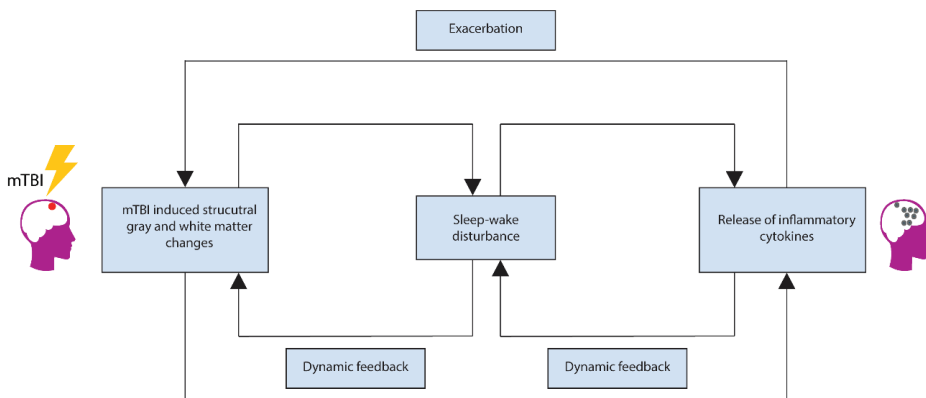 Exacerbation
mTBI
mTBI induced strucutral
gray and white matter
changes
Sleep-wake
disturbance
Release of inflammatory
cytokines
Dynamic feedback
Dynamic feedback